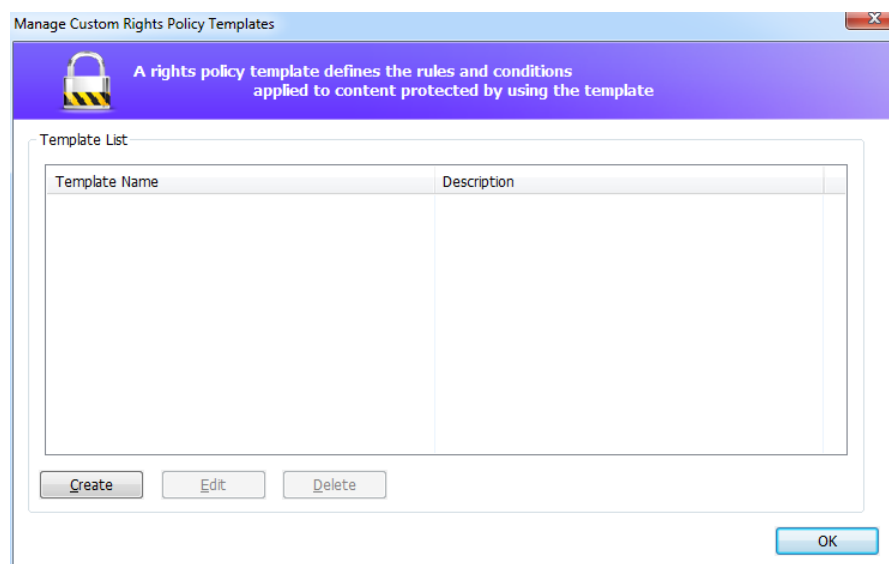 Manage Custom Rights Policy Templates
A rights policy template defines the rules and conditions
applied to content protected by using the template
Template List
Template Name Description
Create Edit Delete
OK